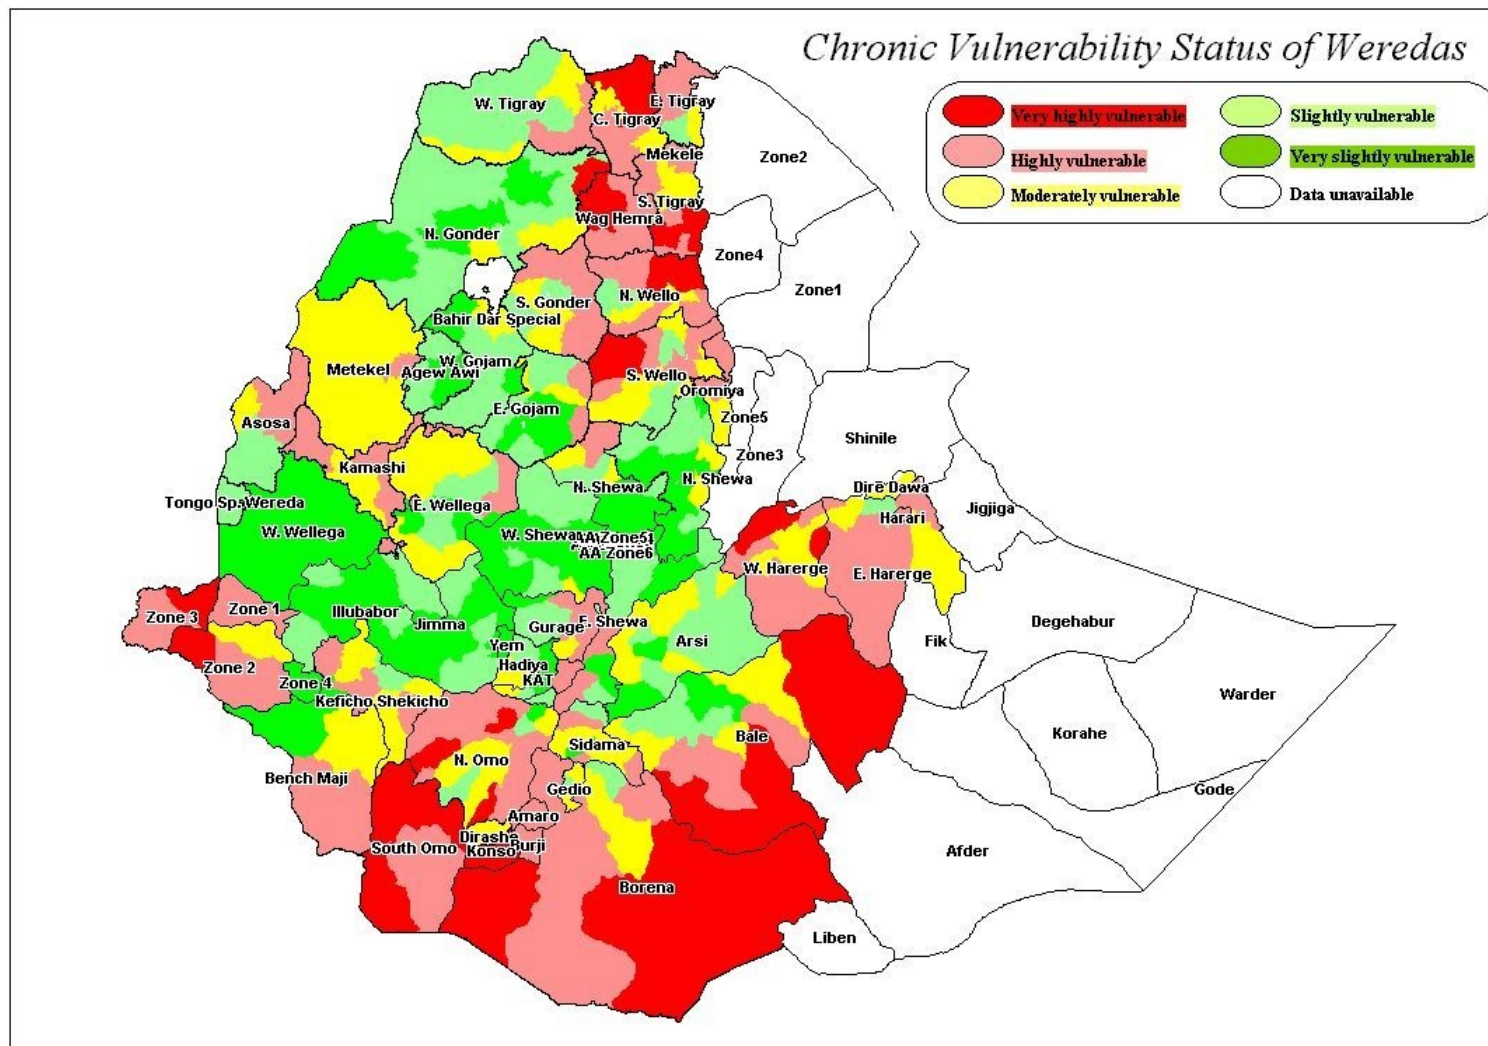 Chronic Vulnerability Status of Weredas
Very highly vulnerable
Slightly vulnerable
Highly vulnerable
Very slightly vulnerable
Moderately vulnerable
Data unavailable
W. Tigray
E. Tigray
C. Tigray
Mekele
Zone2
S. Tigray
Wag Hemra
N. Gonder
Zone4
Zone1
N. Wello
S. Gonder
Bahir Dar Special
W. Gojam
Metekel
Agew Awi
S. Wello
Oromiya
E. Gojam
Zone5
Asosa
Shinile
Zone3
Kamashi
N. Shewa
N. Shewa
Dire Dawa
Tongo Sp. Wereda
E. Wellega
Jigjiga
Harari
W. Wellega
W. Shewa
AA Zone6
W. Harerge
E. Harerge
Zone 3
Zone 1
Illubabor
Jimma
Gurage
E. Shewa
Arsi
Degehabur
Yem
Fik
Zone 2
Hadiya
KAT
Zone 4
Warder
Keficho Shekicho
Korahe
Sidama
Bale
N. Omo
Bench Maji
Gedio
Gode
Amaro
Dirashe
Burji
South Omo
Konso
Afder
Borena
Liben